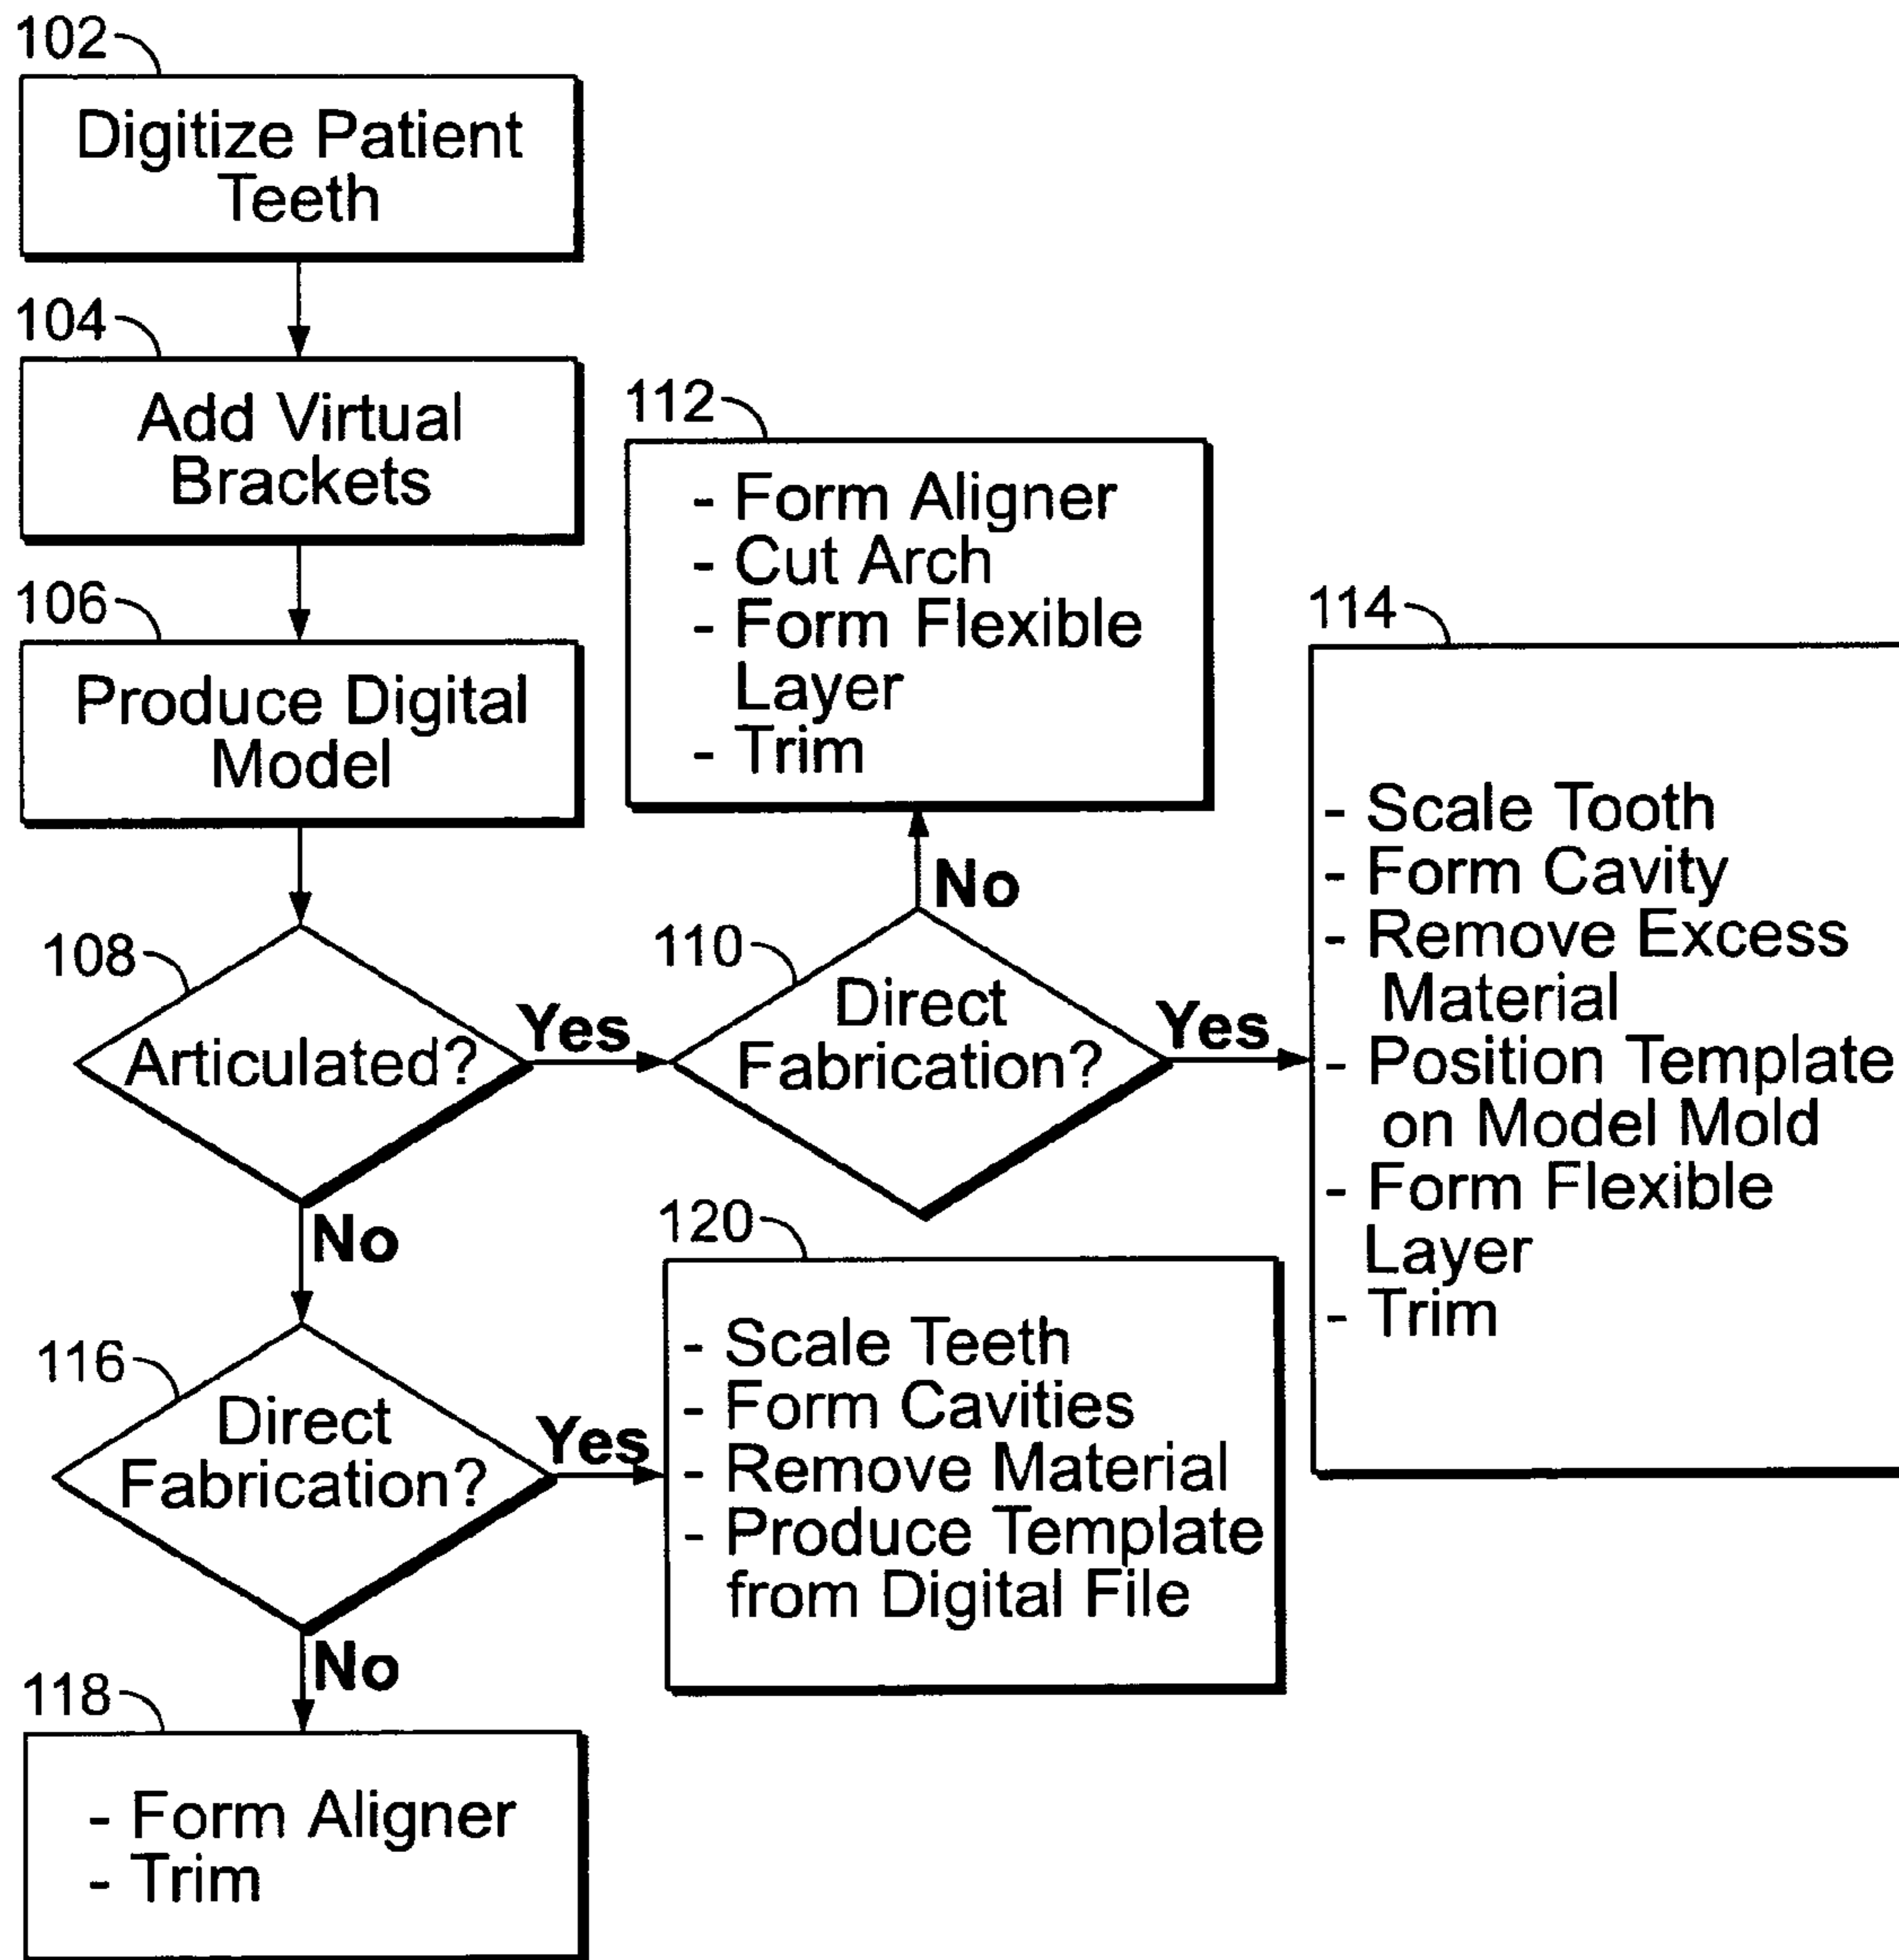 102
Digitize Patient
Teeth
104
Add Virtual
Brackets
106
Produce Digital
Model
108
Articulated?
Yes
No
110
Direct
Fabrication?
No
Yes
112
- Form Aligner
- Cut Arch
- Form Flexible
Layer
- Trim
114
- Scale Tooth
- Form Cavity
- Remove Excess
Material
- Position Template
on Model Mold
- Form Flexible
Layer
- Trim
116
Direct
Fabrication?
Yes
No
120
- Scale Teeth
- Form Cavities
- Remove Material
- Produce Template
from Digital File
118
- Form Aligner
- Trim